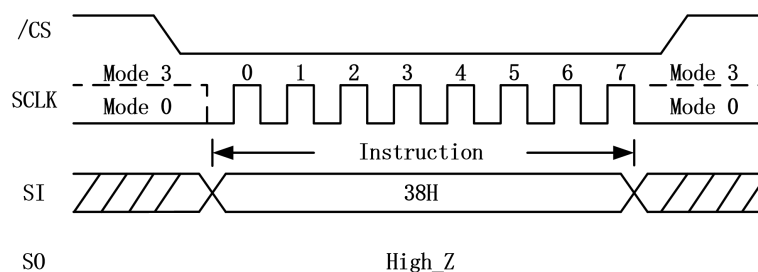 /CS
Mode 3 0 1 2 3 4 5 6 7 Mode 3
SCLK Mode 0 Mode 0
Instruction
SI 38H
SO High_Z